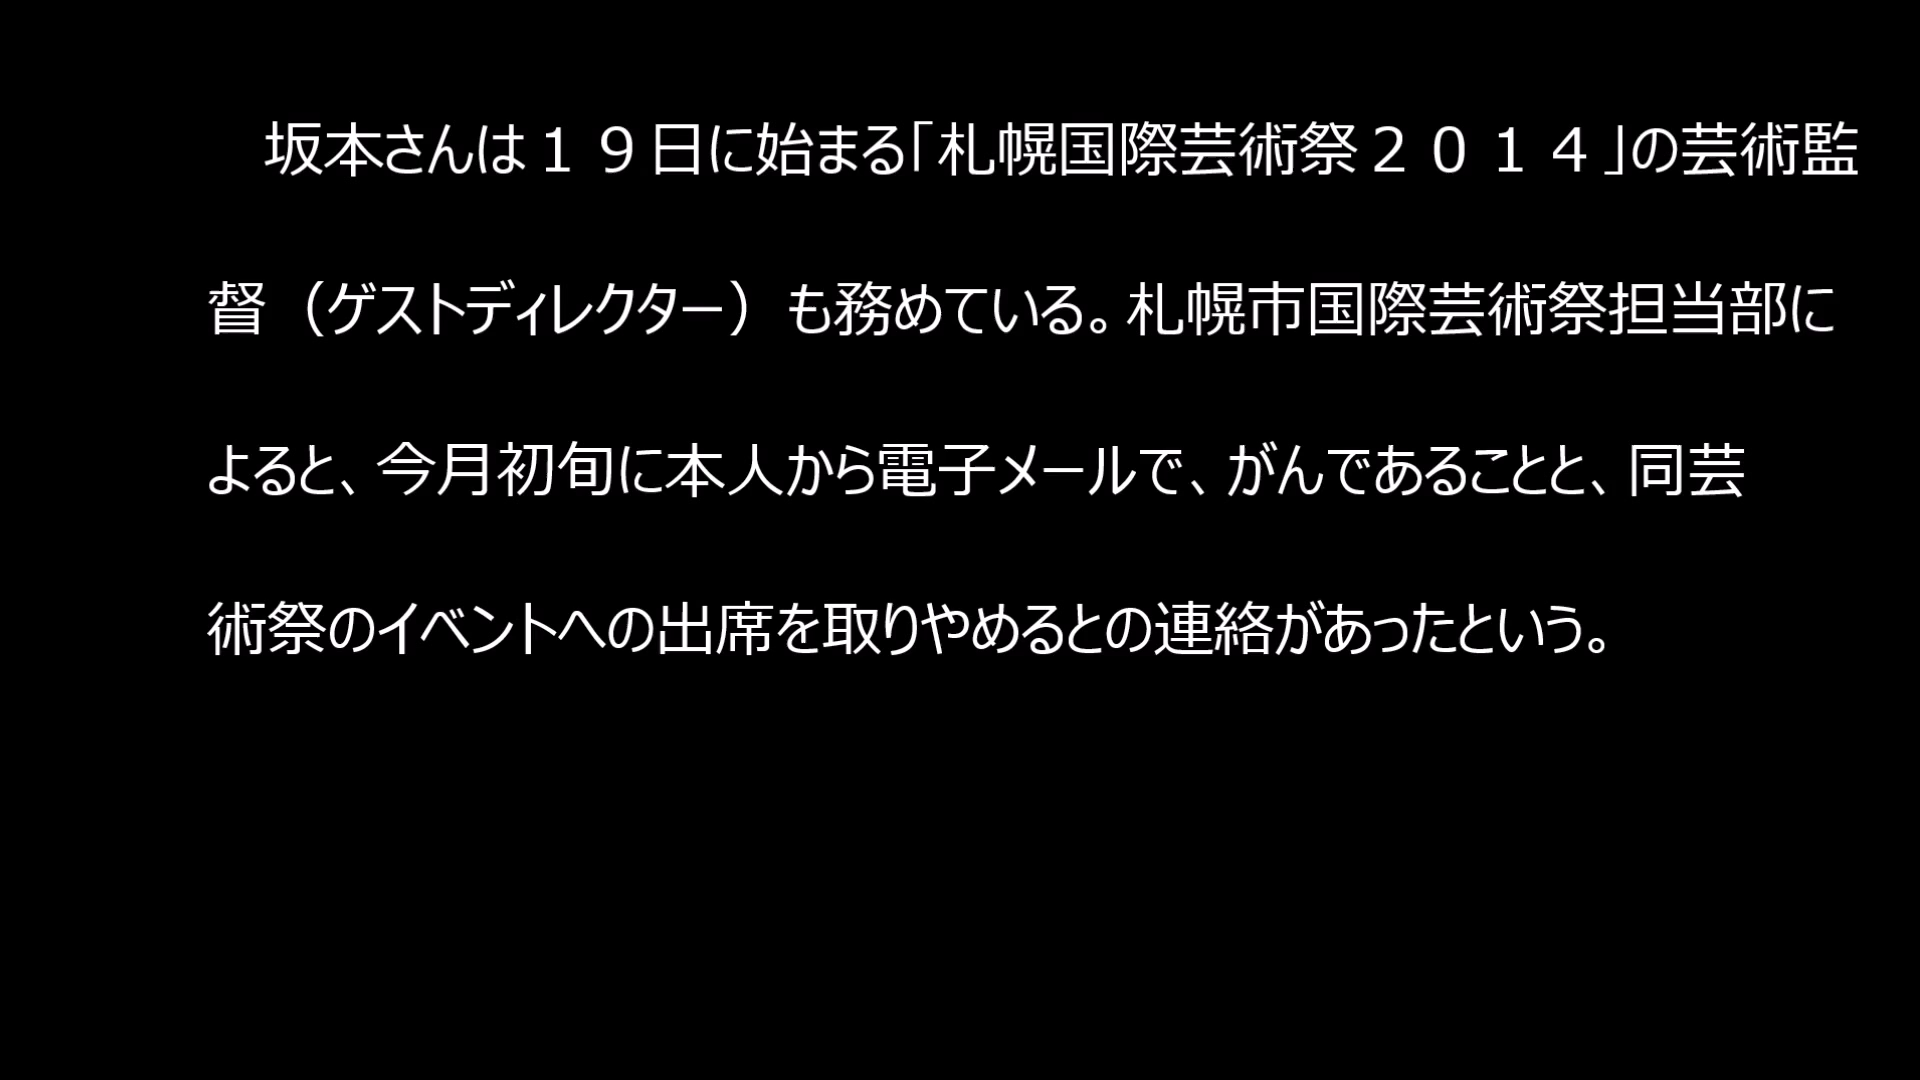 坂本さんは１９日に始まる「札幌国際芸術祭２０１４」の芸術監
督（ゲストディレクター）も務めている。札幌市国際芸術祭担当部に
よると、今月初旬に本人から電子メールで、がんであることと、同芸
術祭のイベントへの出席を取りやめるとの連絡があったという。